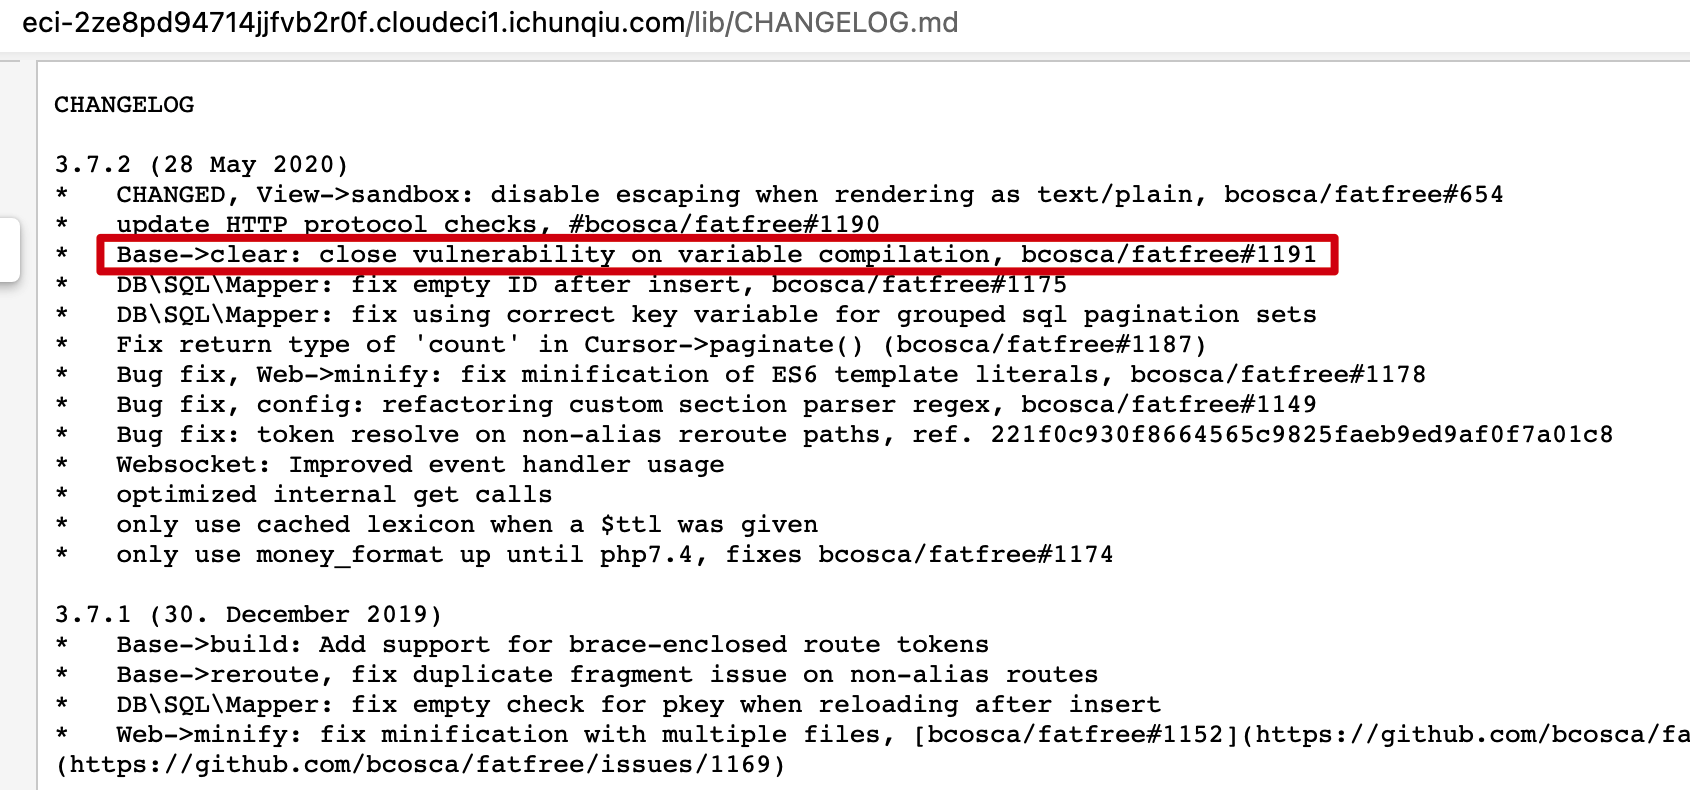 eci-2ze8pd94714jjfvb2r0f.cloudeci1.ichunqiu.com/lib/CHANGELOG.md
CHANGELOG
3.7.2 (28 May 2020)
* CHANGED, View->sandbox: disable escaping when rendering as text/plain, bcosca/fatfree#654
* update HTTP protocol checks, #bcosca/fatfree#1190
* Base->clear: close vulnerability on variable compilation, bcosca/fatfree#1191
* DB\SQL\Mapper: fix empty ID after insert, bcosca/fatfree#1175
* DB\SQL\Mapper: fix using correct key variable for grouped sql pagination sets
* Fix return type of 'count' in Cursor->paginate() (bcosca/fatfree#1187)
* Bug fix, Web->minify: fix minification of ES6 template literals, bcosca/fatfree#1178
* Bug fix, config: refactoring custom section parser regex, bcosca/fatfree#1149
* Bug fix: token resolve on non-alias reroute paths, ref. 221f0c930f8664565c9825faeb9ed9af0f7a01c8
* Websocket: Improved event handler usage
* optimized internal get calls
* only use cached lexicon when a $ttl was given
* only use money_format up until php7.4, fixes bcosca/fatfree#1174
3.7.1 (30. December 2019)
* Base->build: Add support for brace-enclosed route tokens
* Base->reroute, fix duplicate fragment issue on non-alias routes
* DB\SQL\Mapper: fix empty check for pkey when reloading after insert
* Web->minify: fix minification with multiple files, [bcosca/fatfree#1152](https://github.com/bcosca/fa
(https://github.com/bcosca/fatfree/issues/1169)